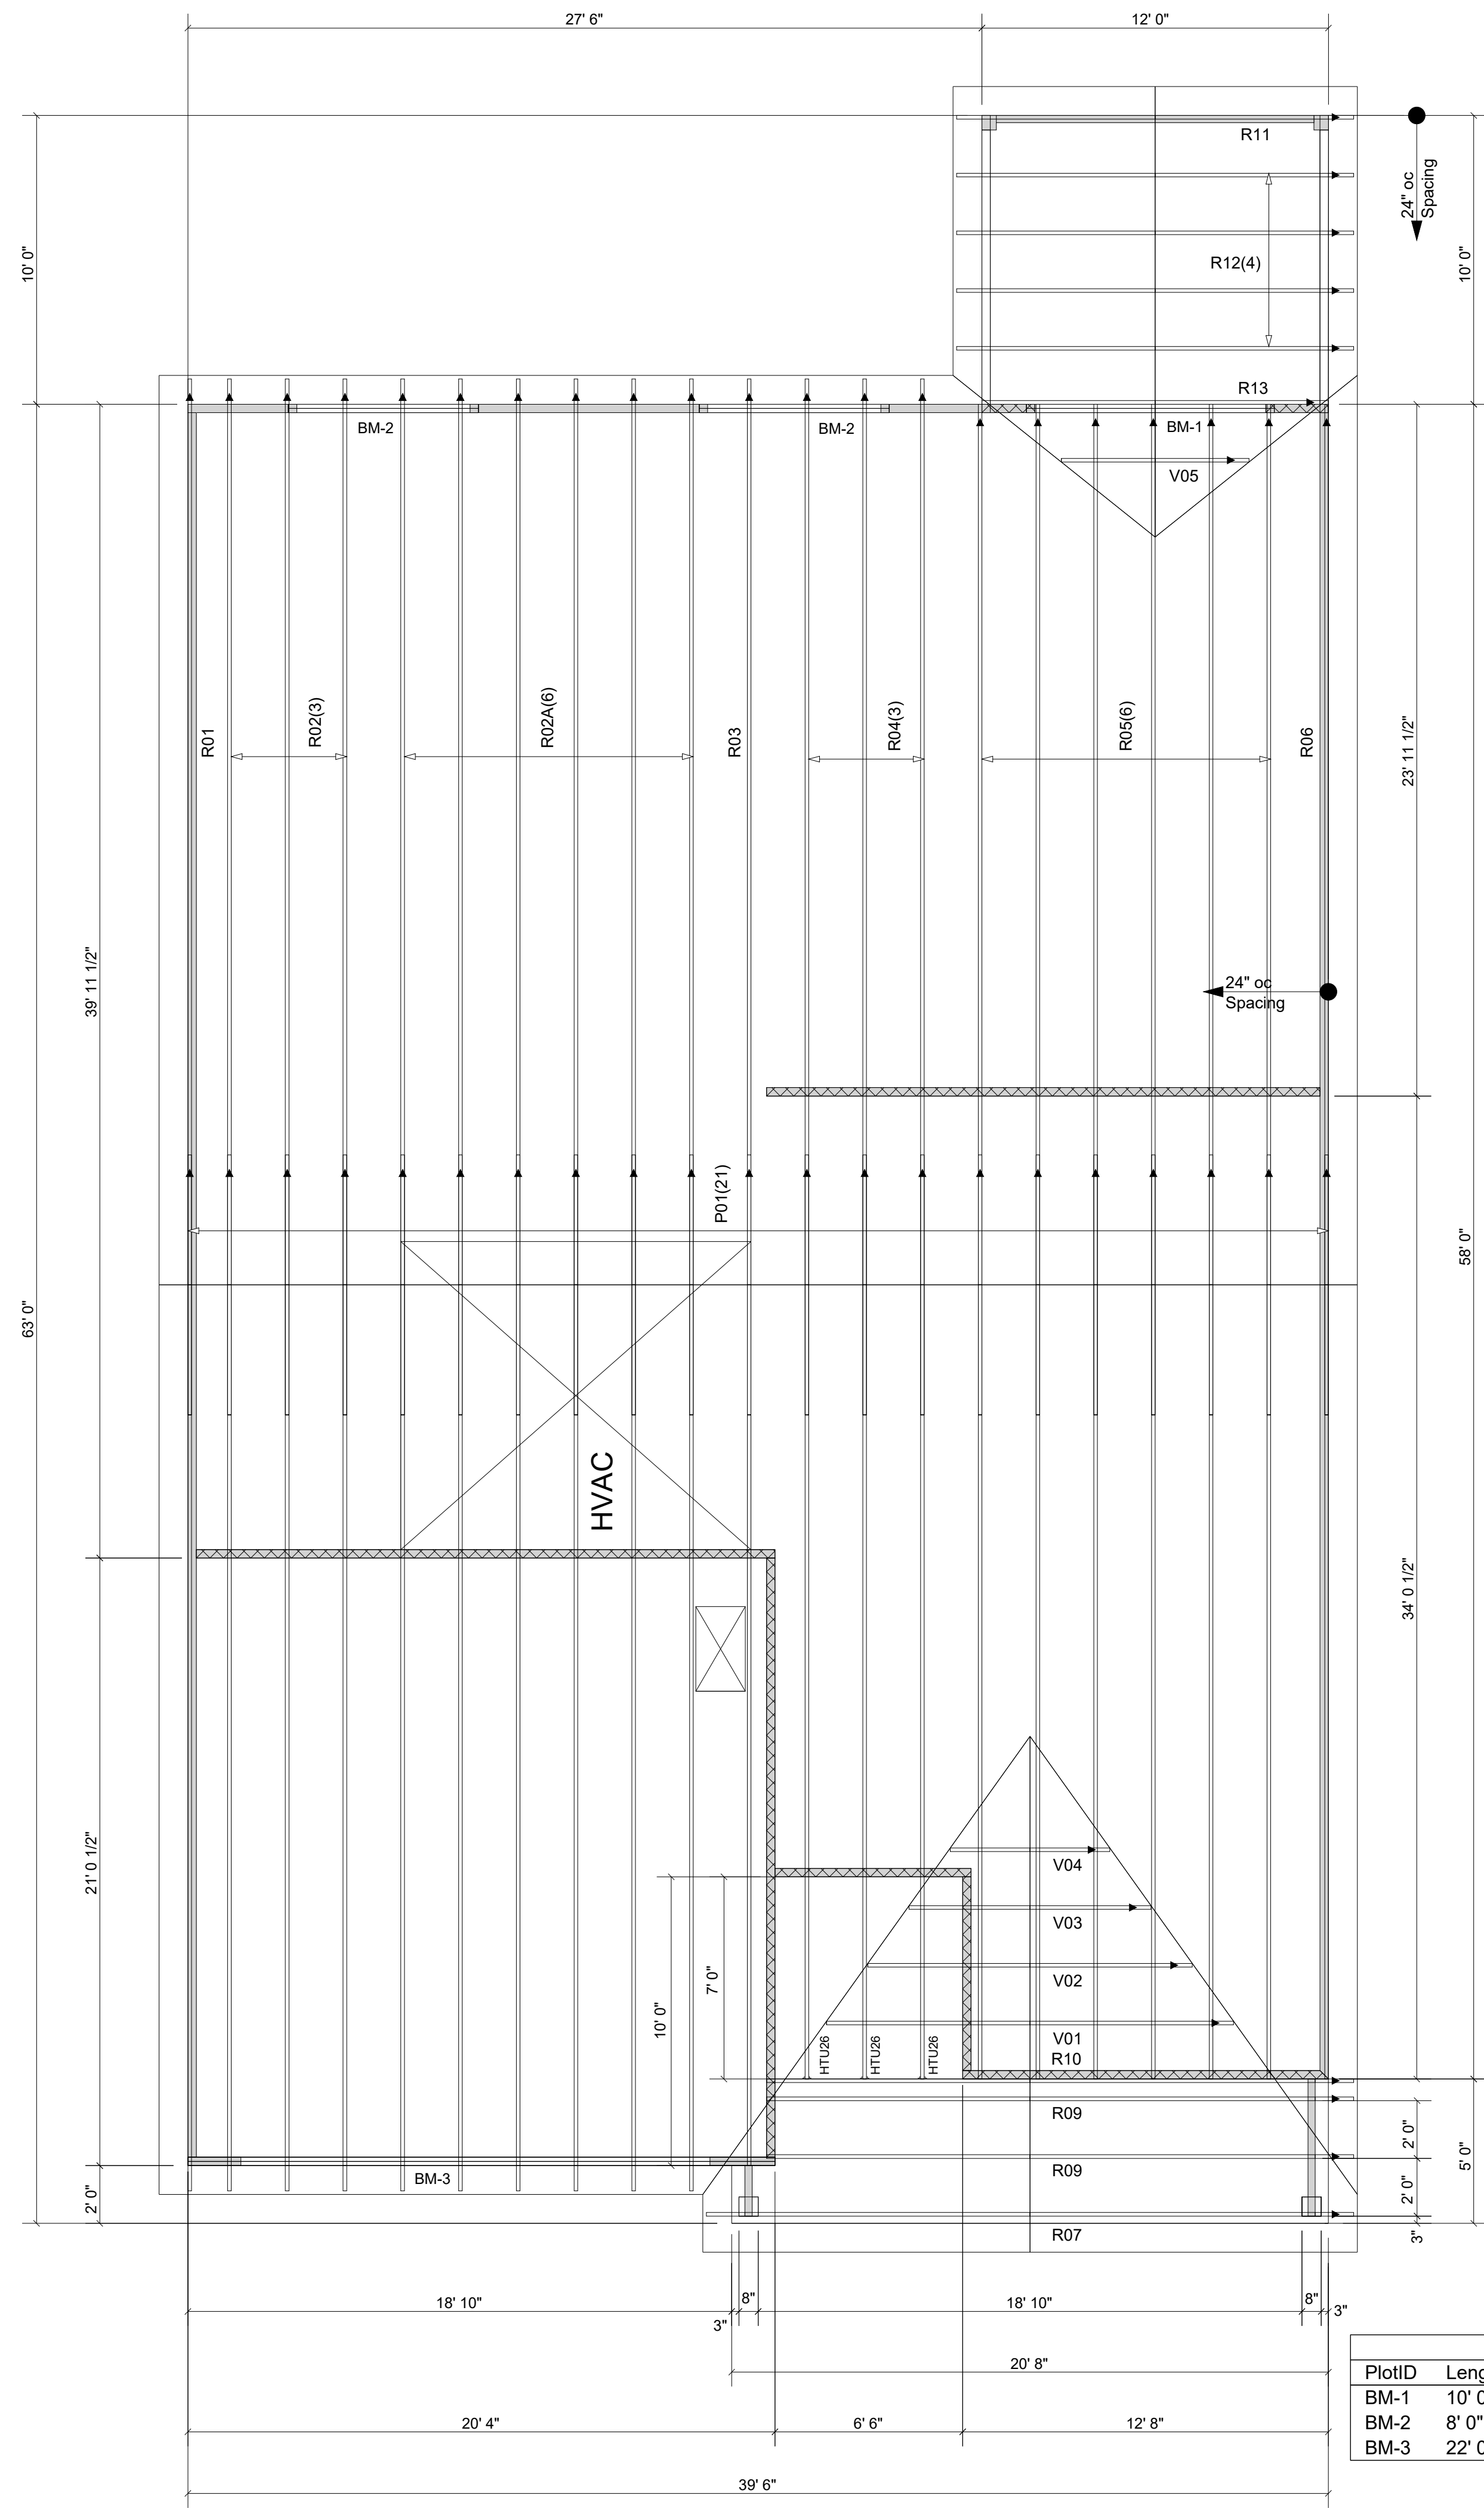 27' 6"
12' 0"
R11
24" oc
Spacing
10' 0"
10' 0"
R12(4)
R13
BM-2
BM-2
BM-1
V05
R01
R02(3)
R02A(6)
R03
R04(3)
R05(6)
R06
23' 11 1/2"
39' 11 1/2"
24" oc
Spacing
P01(21)
58' 0"
63' 0"
HVAC
34' 0 1/2"
21' 0 1/2"
V04
V03
7' 0"
V02
10' 0"
HTU26
HTU26
HTU26
V01
R10
R09
2' 0"
5' 0"
R09
BM-3
2' 0"
2' 0"
R07
3"
18' 10"
8"
18' 10"
8"
3"
3"
20' 8"
PlotID
BM-1 10' 0
BM-2 8' 0"
BM-3 22' 0
20' 4"
6' 6"
12' 8"
39' 6"